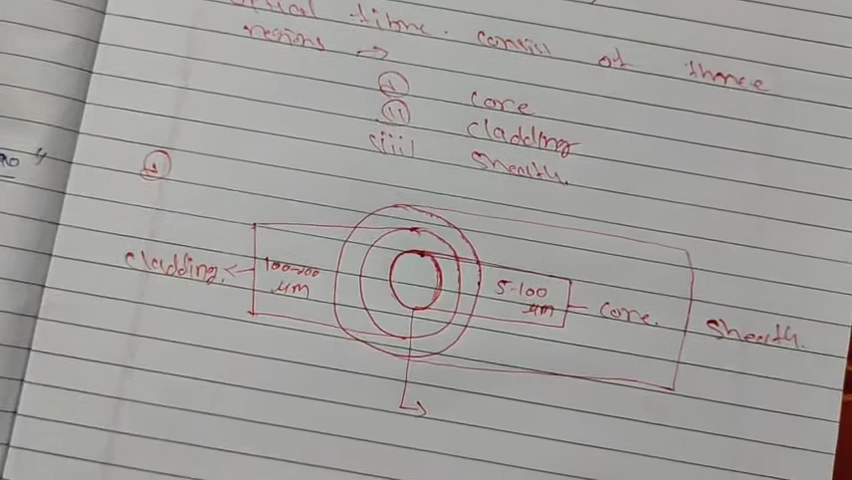 optical fibre. consist of three
regions →
(i) core
(ii) cladding
(iii) sheath.
cladding. 100-200 μm
5-100 μm core.
sheath.